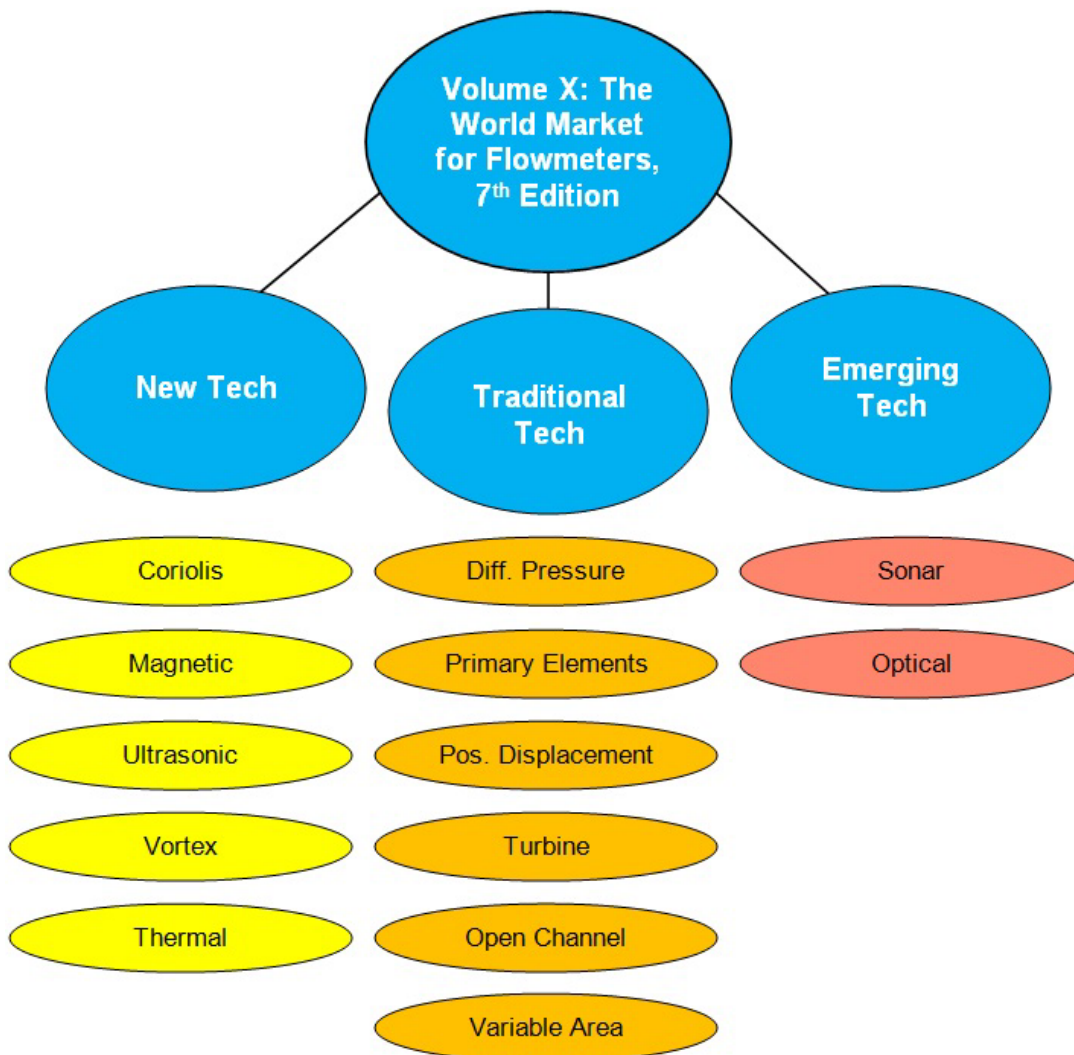 Volume X: The
World Market
for Flowmeters,
7th Edition
New Tech
Traditional
Tech
Emerging
Tech
Coriolis
Diff. Pressure
Sonar
Magnetic
Primary Elements
Optical
Ultrasonic
Pos. Displacement
Vortex
Turbine
Thermal
Open Channel
Variable Area